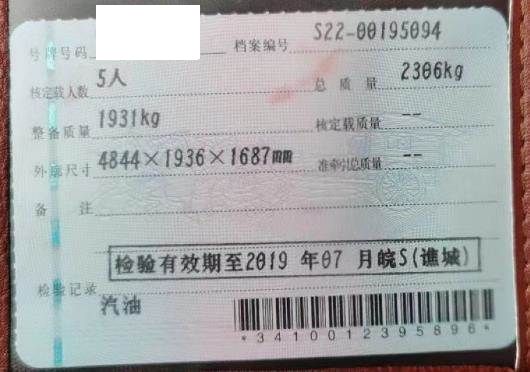 号牌号码 档案编号 S22-00195094
核定载人数 5人 总质量 2306kg
整备质量 1931kg 核定载质量 --
外廓尺寸 4844×1936×1687mm 准牵引总质量 --
备注
检验有效期至2019年07月皖S(谯城)
检验记录
汽油
*3410012395896*